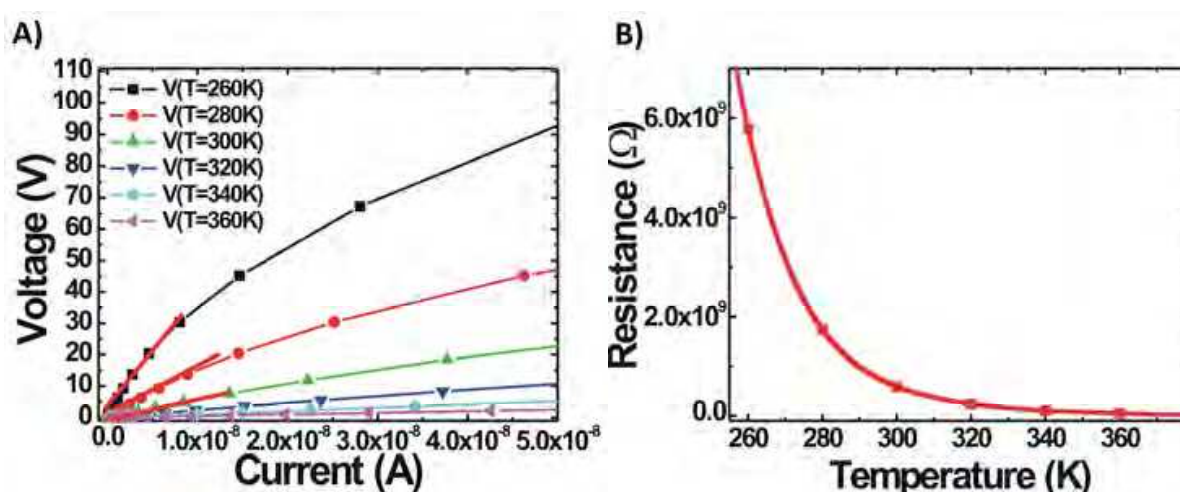 A)
110
100
90
80
70
60
50
40
30
20
10
0
Voltage (V)
V(T=260K)
V(T=280K)
V(T=300K)
V(T=320K)
V(T=340K)
V(T=360K)
0.0 1.0x10⁻⁸ 2.0x10⁻⁸ 3.0x10⁻⁸ 4.0x10⁻⁸ 5.0x10⁻⁸
Current (A)
B)
6.0x10⁹
4.0x10⁹
2.0x10⁹
0.0
Resistance (Ω)
260 280 300 320 340 360
Temperature (K)